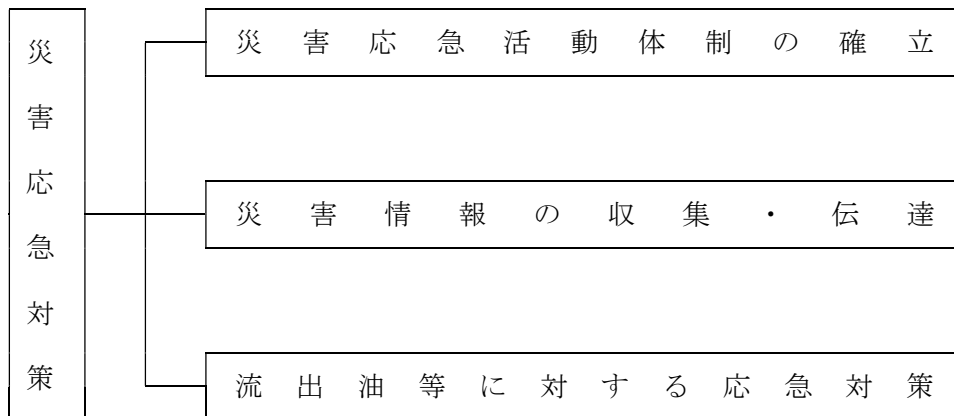 災害応急対策
災害応急活動体制の確立
災害情報の収集・伝達
流出油等に対する応急対策